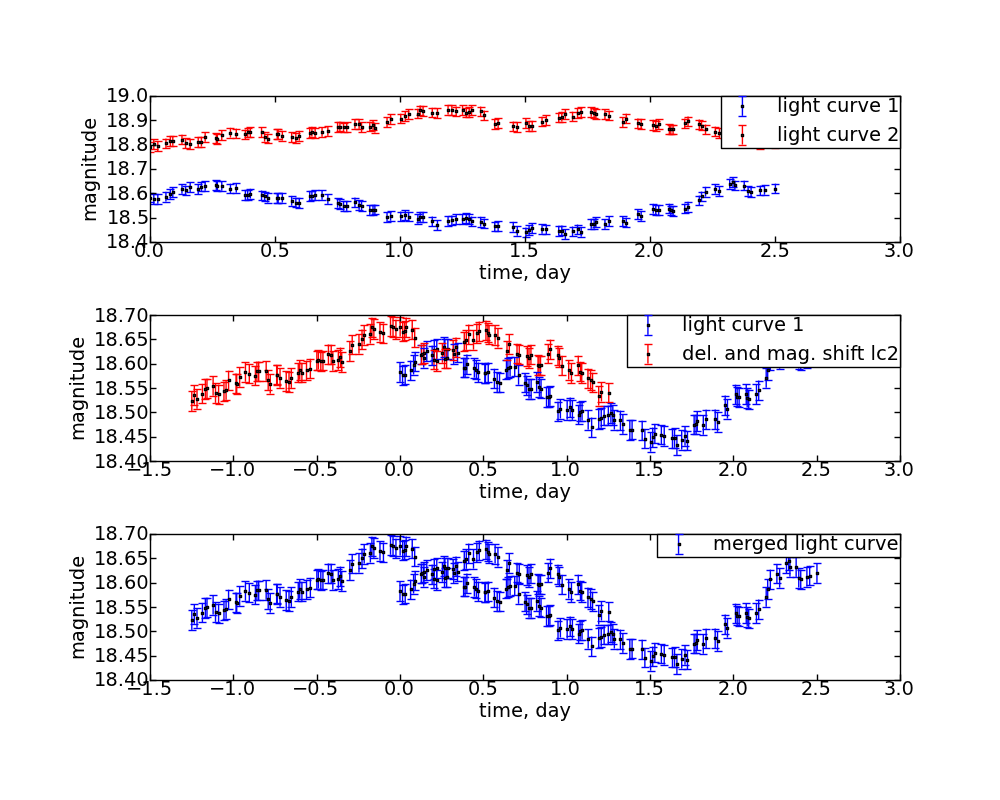 19.0
18.9
18.8
18.7
18.6
18.5
18.4
magnitude
light curve 1
light curve 2
0.0 0.5 1.0 1.5 2.0 2.5 3.0
time, day
18.70
18.65
18.60
18.55
18.50
18.45
18.40
magnitude
light curve 1
del. and mag. shift lc2
−1.5 −1.0 −0.5 0.0 0.5 1.0 1.5 2.0 2.5 3.0
time, day
18.70
18.65
18.60
18.55
18.50
18.45
18.40
magnitude
merged light curve
−1.5 −1.0 −0.5 0.0 0.5 1.0 1.5 2.0 2.5 3.0
time, day